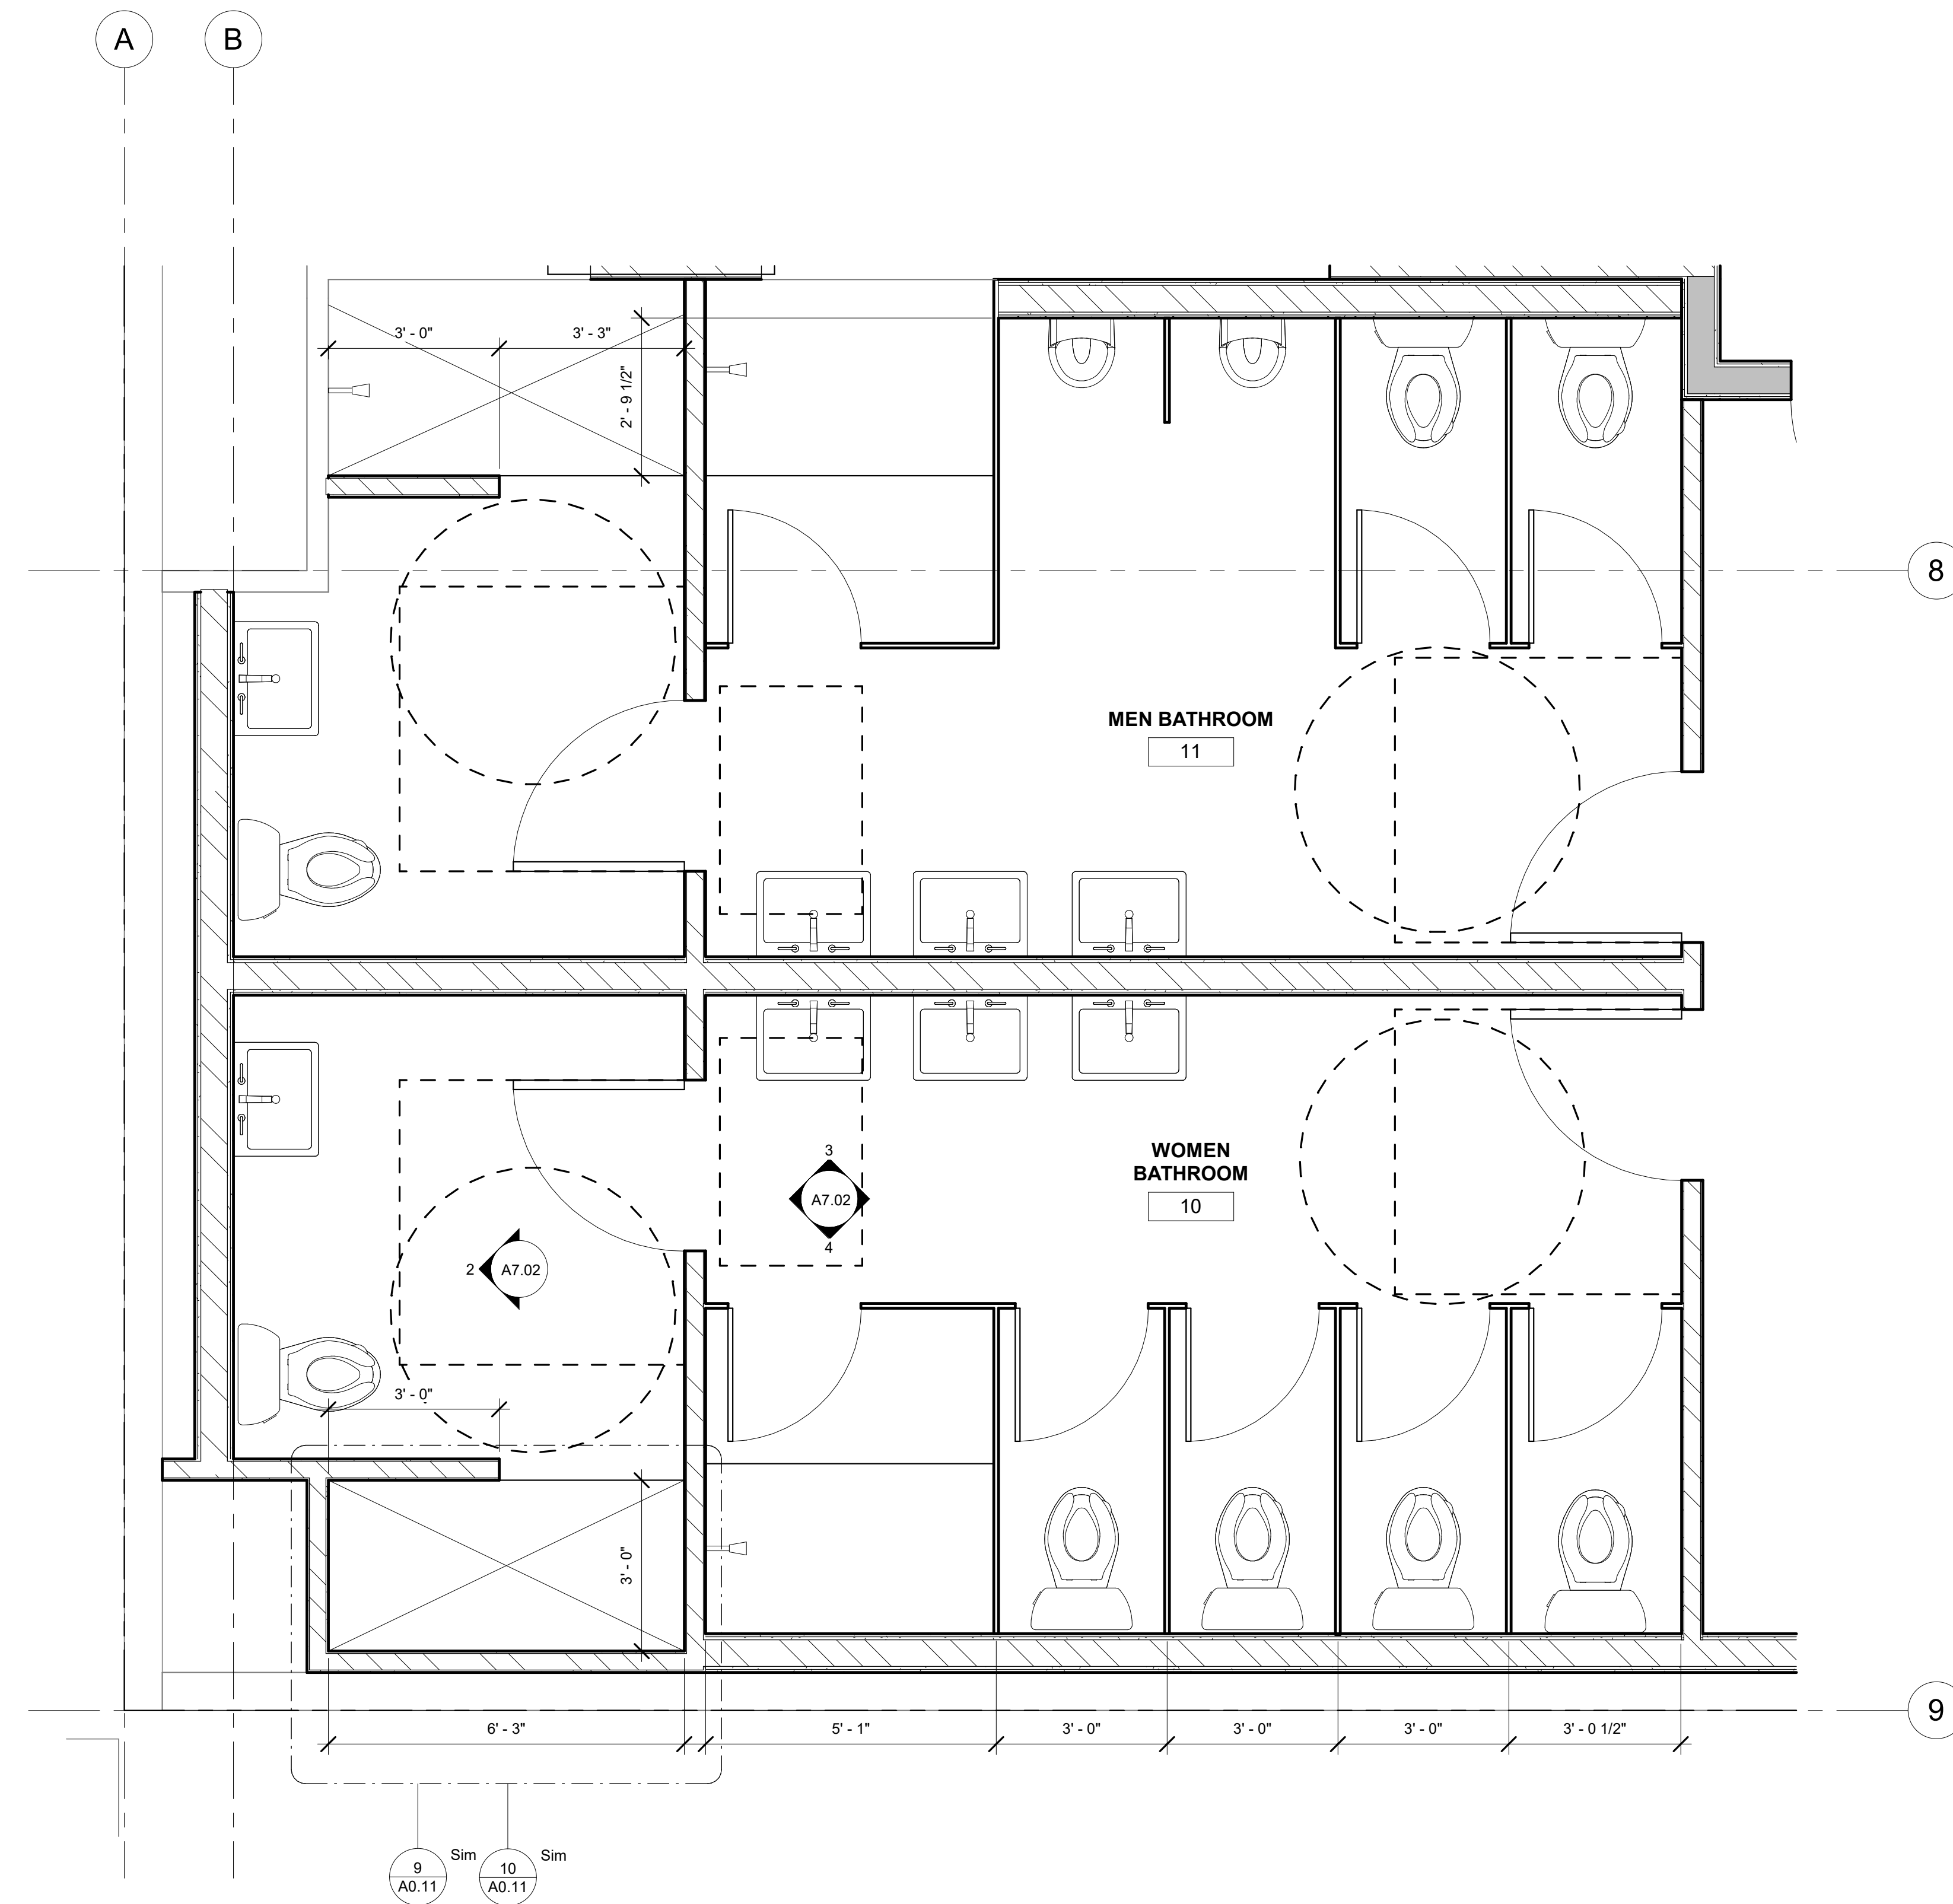 A
B
3' - 0"
3' - 3"
2' - 9 1/2"
8
MEN BATHROOM
11
WOMEN
BATHROOM
10
3
A7.02
4
2
A7.02
3' - 0"
3' - 0"
9
6' - 3"
5' - 1"
3' - 0"
3' - 0"
3' - 0"
3' - 0 1/2"
9
A0.11
Sim
10
A0.11
Sim